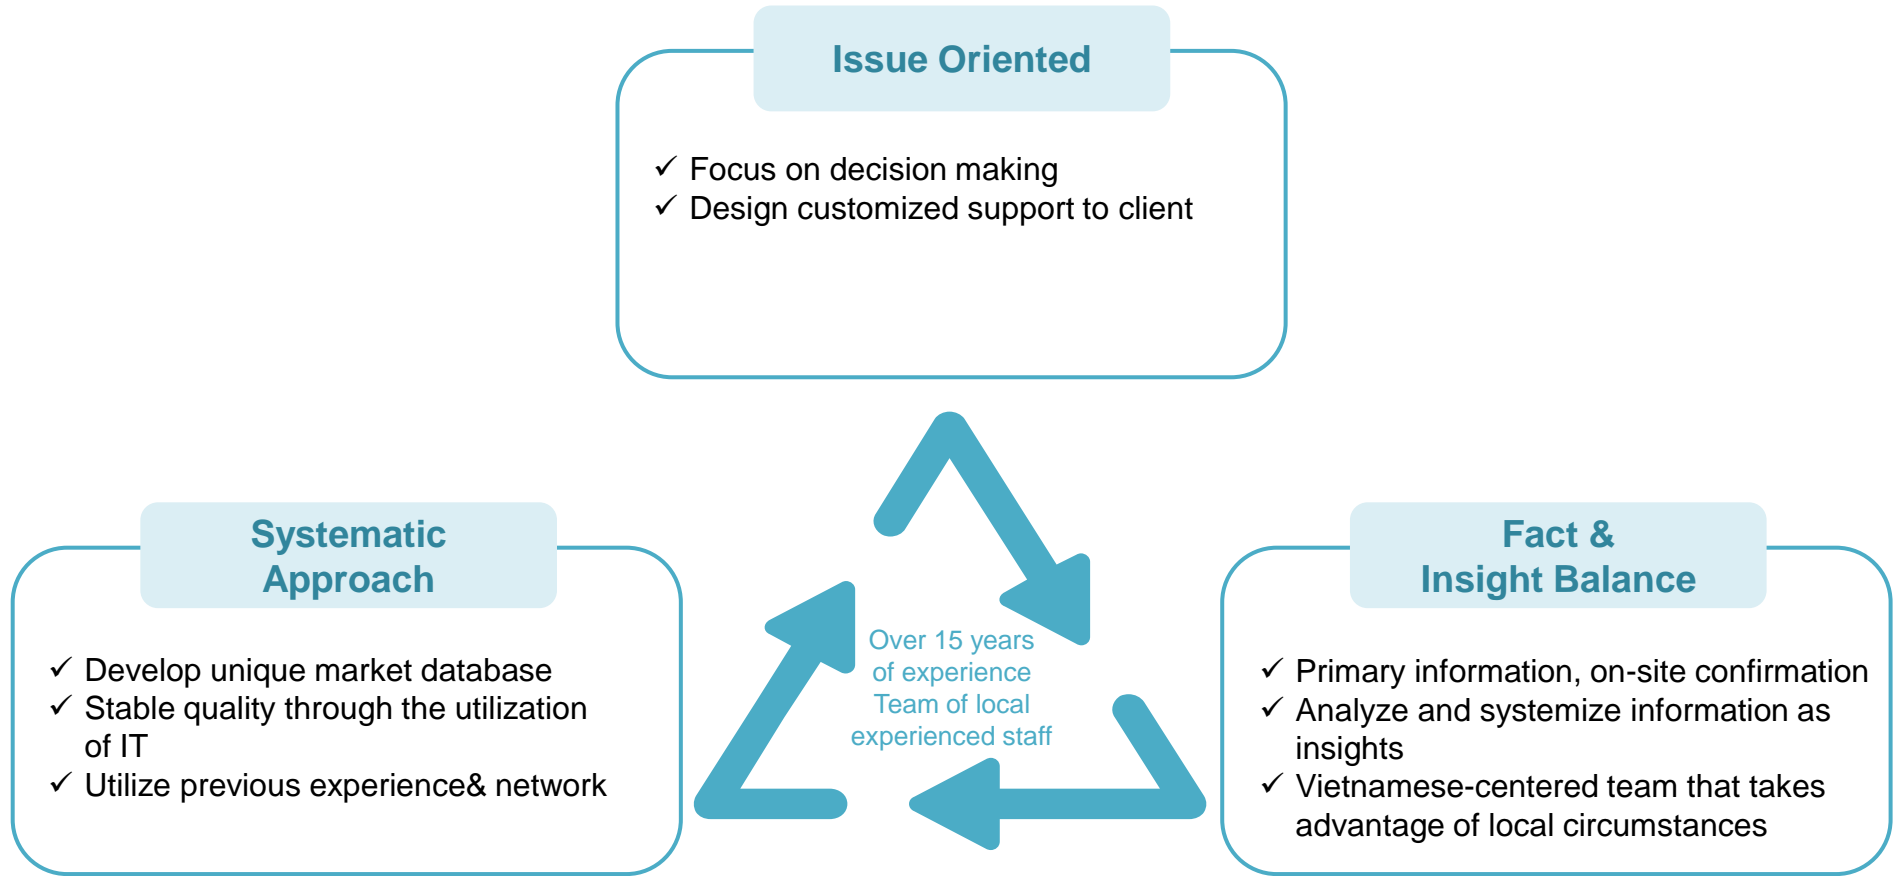 Issue Oriented
✓ Focus on decision making
✓ Design customized support to client
Systematic
Approach
✓ Develop unique market database
✓ Stable quality through the utilization
of IT
✓ Utilize previous experience& network
Over 15 years
of experience
Team of local
experienced staff
Fact &
Insight Balance
✓ Primary information, on-site confirmation
✓ Analyze and systemize information as
insights
✓ Vietnamese-centered team that takes
advantage of local circumstances